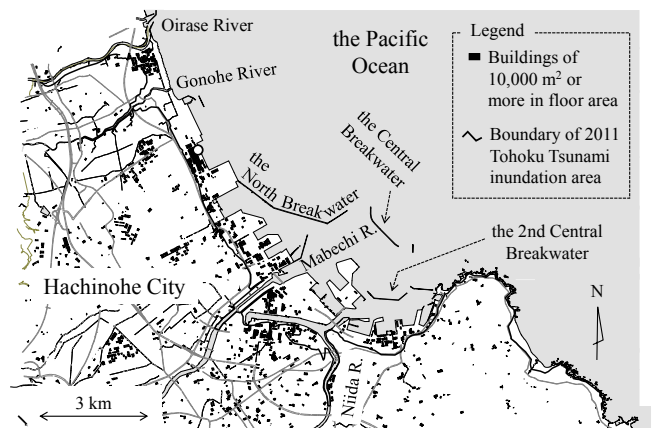 Oirase River
the Pacific
Ocean
Legend
Buildings of
10,000 m² or
more in floor area
Boundary of 2011
Tohoku Tsunami
inundation area
Gonohe River
the Central
Breakwater
the
North Breakwater
Mabechi R.
the 2nd Central
Breakwater
Hachinohe City
N
3 km
Niida R.